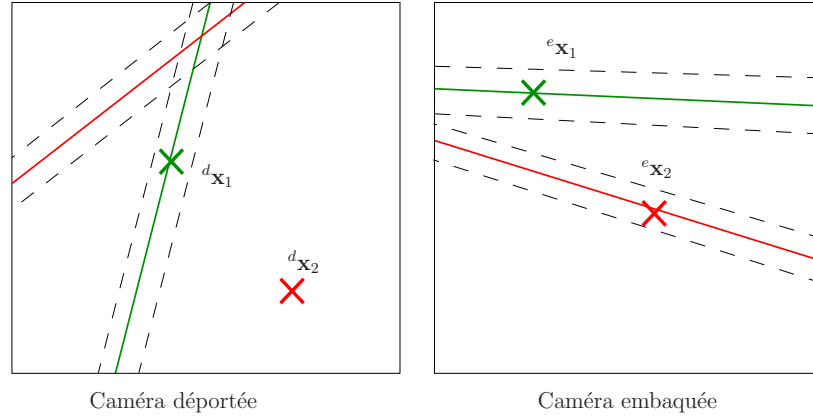 ᵉx₁
ᵉx₂
ᵈx₁
ᵈx₂
Caméra déportée
Caméra embaquée